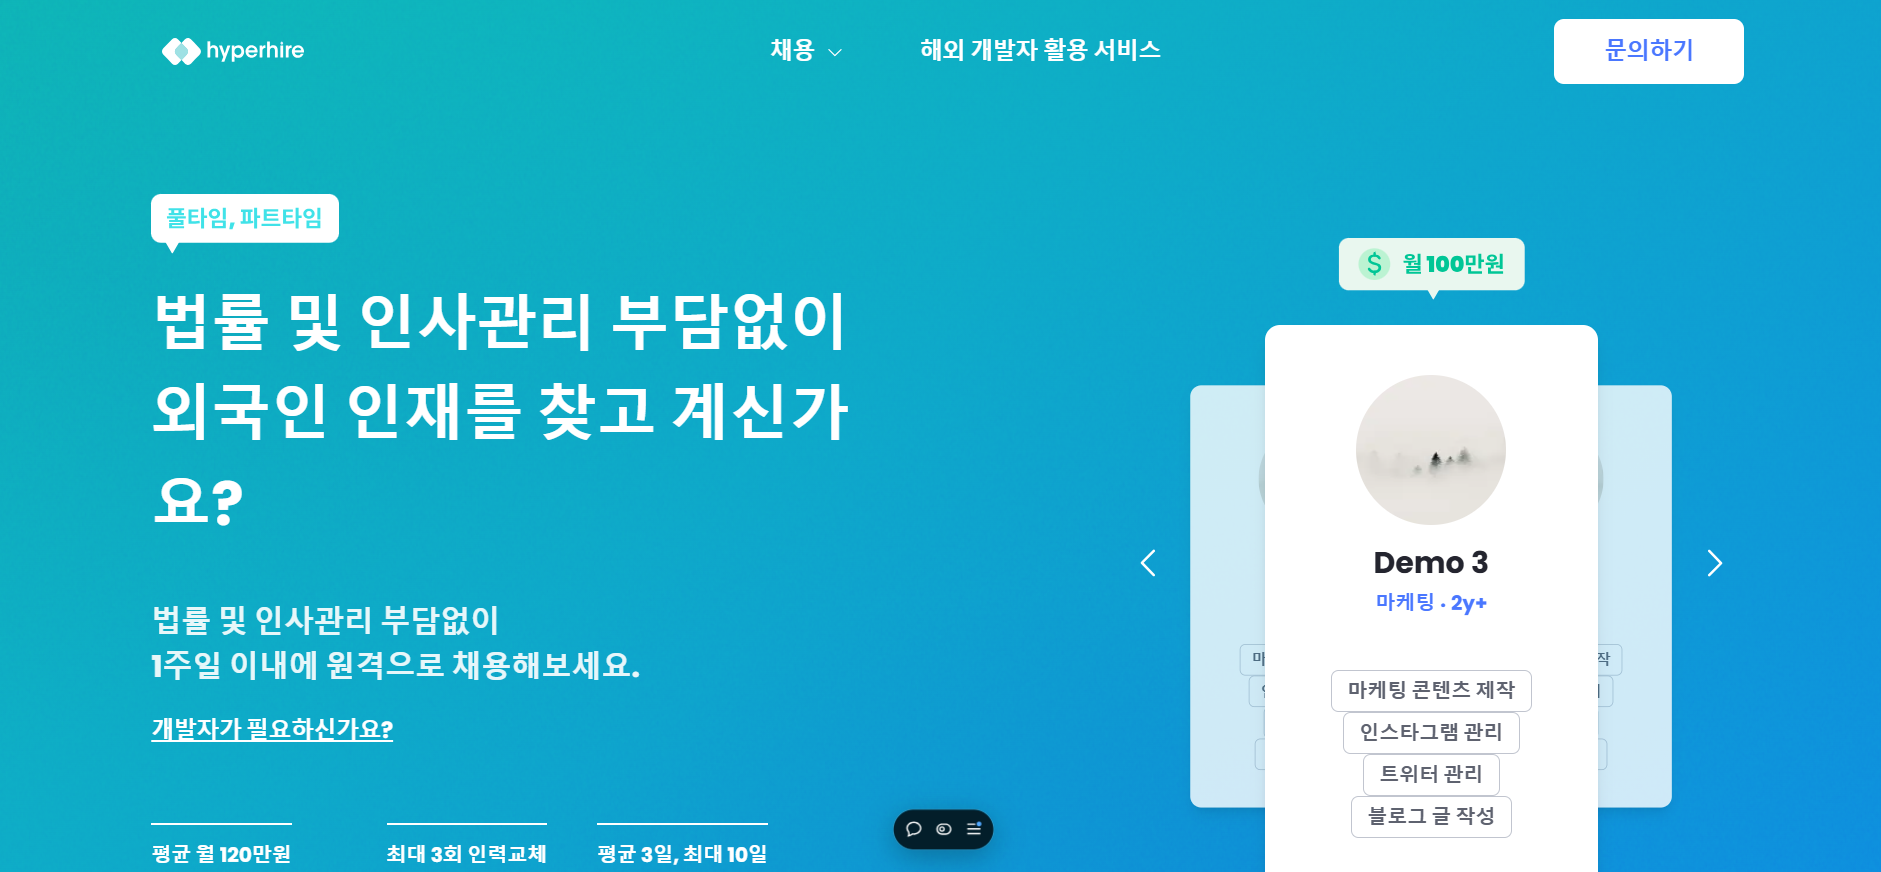 hyperhire
채용
해외 개발자 활용 서비스
문의하기
풀타임, 파트타임
법률 및 인사관리 부담없이
외국인 인재를 찾고 계신가
요?
법률 및 인사관리 부담없이
1주일 이내에 원격으로 채용해보세요.
개발자가 필요하신가요?
평균 월 120만원
최대 3회 인력교체
평균 3일, 최대 10일
$ 월 100만원
Demo 3
마케팅 · 2y+
마케팅 콘텐츠 제작
인스타그램 관리
트위터 관리
블로그 글 작성
작